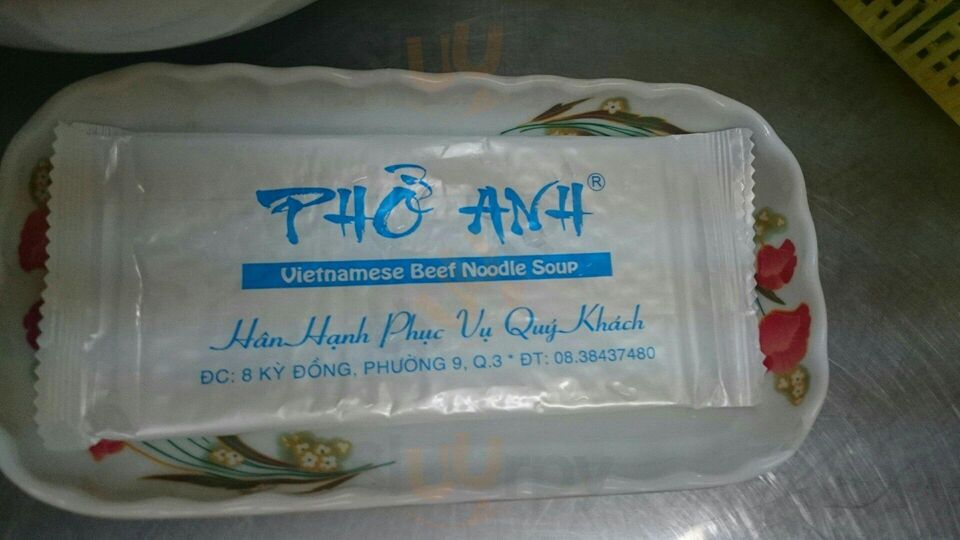 PHỞ ANH®
Vietnamese Beef Noodle Soup
Hân Hạnh Phục Vụ Quý Khách
ĐC: 8 KỲ ĐỒNG, PHƯỜNG 9, Q.3 * ĐT: 08.38437480